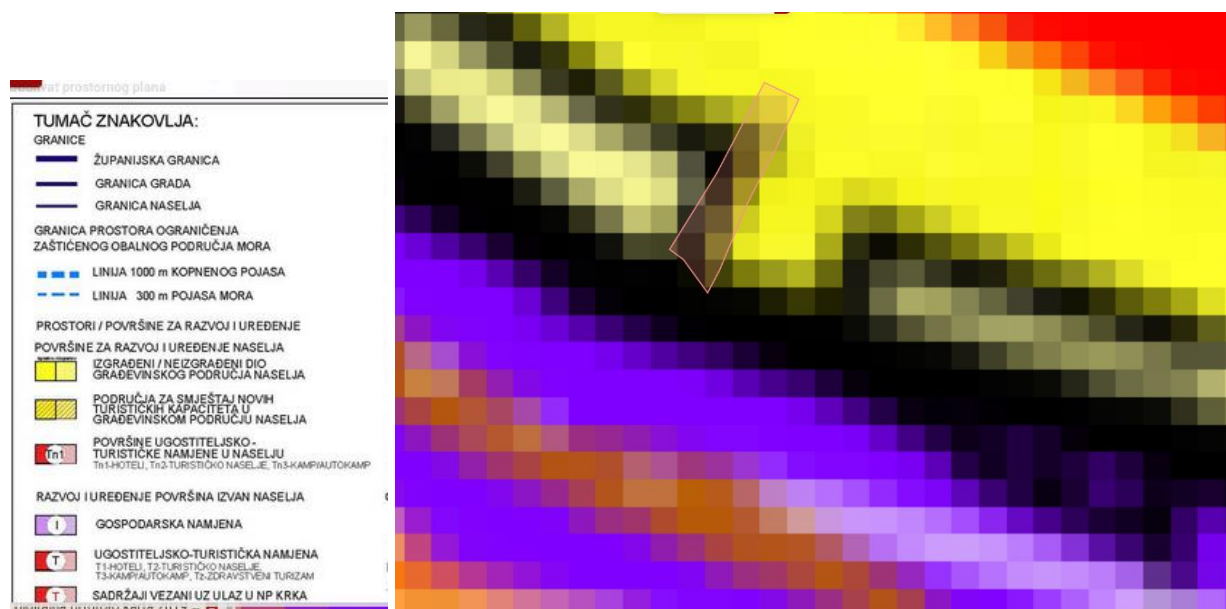 prostornog plana
TUMAČ ZNAKOVLJA:
GRANICE
ŽUPANIJSKA GRANICA
GRANICA GRADA
GRANICA NASELJA
GRANICA PROSTORA OGRANIČENJA
ZAŠTIĆENOG OBALNOG PODRUČJA MORA
LINIJA 1000 m KOPNENOG POJASA
LINIJA 300 m POJASA MORA
PROSTORI / POVRŠINE ZA RAZVOJ I UREĐENJE
POVRŠINE ZA RAZVOJ I UREĐENJE NASELJA
IZGRAĐENI / NEIZGRAĐENI DIO
GRAĐEVINSKOG PODRUČJA NASELJA
PODRUČJA ZA SMJEŠTAJ NOVIH
TURISTIČKIH KAPACITETA U
GRAĐEVINSKOM PODRUČJU NASELJA
Tn1
POVRŠINE UGOSTITELJSKO -
TURISTIČKE NAMJENE U NASELJU
Tn1-HOTELI, Tn2-TURISTIČKO NASELJE, Tn3-KAMP/AUTOKAMP
RAZVOJ I UREĐENJE POVRŠINA IZVAN NASELJA
I
GOSPODARSKA NAMJENA
T
UGOSTITELJSKO-TURISTIČKA NAMJENA
T1-HOTELI, T2-TURISTIČKO NASELJE,
T3-KAMP/AUTOKAMP, Tz-ZDRAVSTVENI TURIZAM
T
SADRŽAJI VEZANI UZ ULAZ U NP KRKA